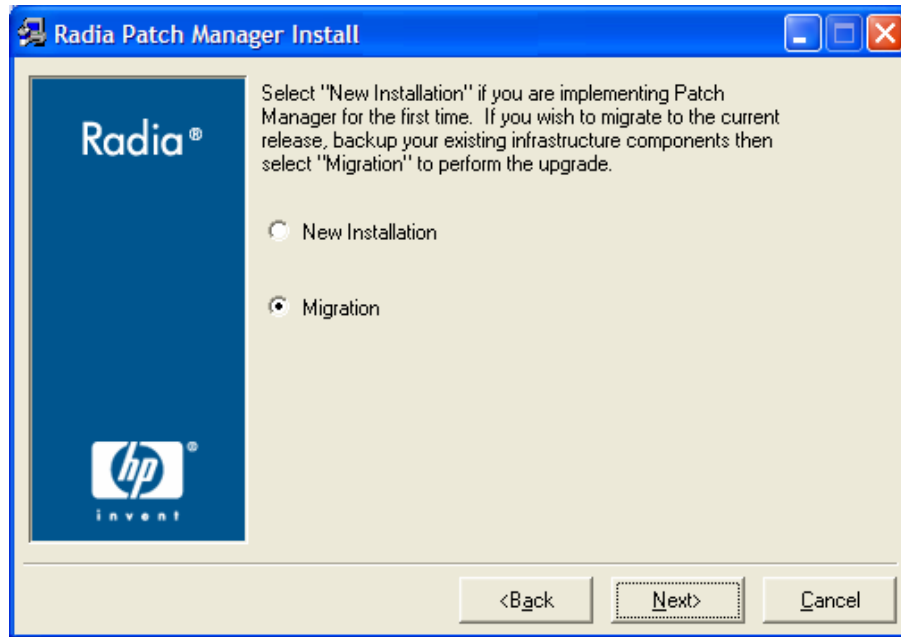 Radia Patch Manager Install
Radia®
Select "New Installation" if you are implementing Patch
Manager for the first time. If you wish to migrate to the current
release, backup your existing infrastructure components then
select "Migration" to perform the upgrade.
New Installation
Migration
hp®
invent
<Back
Next>
Cancel